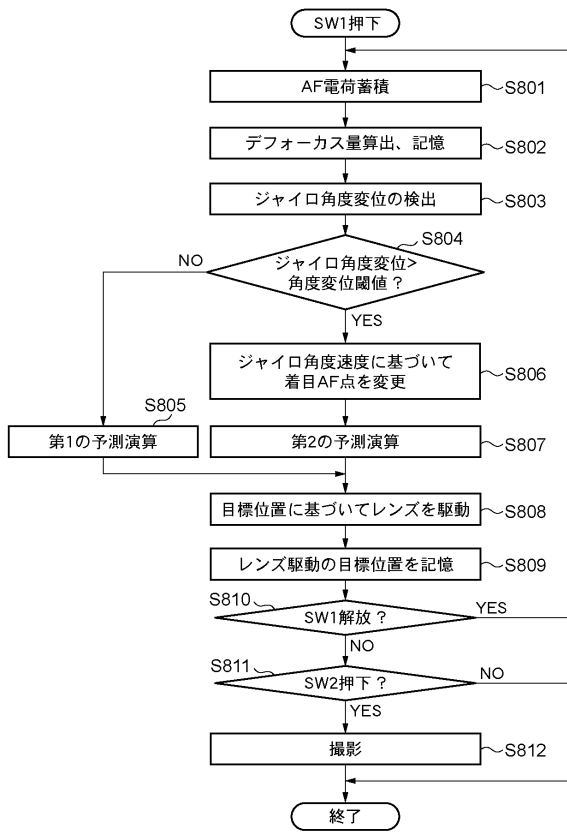 SW1押下
AF電荷蓄積
S801
デフォーカス量算出、記憶
S802
ジャイロ角度変位の検出
S803
S804
ジャイロ角度変位>
角度変位閾値？
NO
YES
ジャイロ角速度に基づいて
着目AF点を変更
S806
S805
第1の予測演算
第2の予測演算
S807
目標位置に基づいてレンズを駆動
S808
レンズ駆動の目標位置を記憶
S809
S810
SW1解放？
YES
NO
S811
SW2押下？
NO
YES
撮影
S812
終了